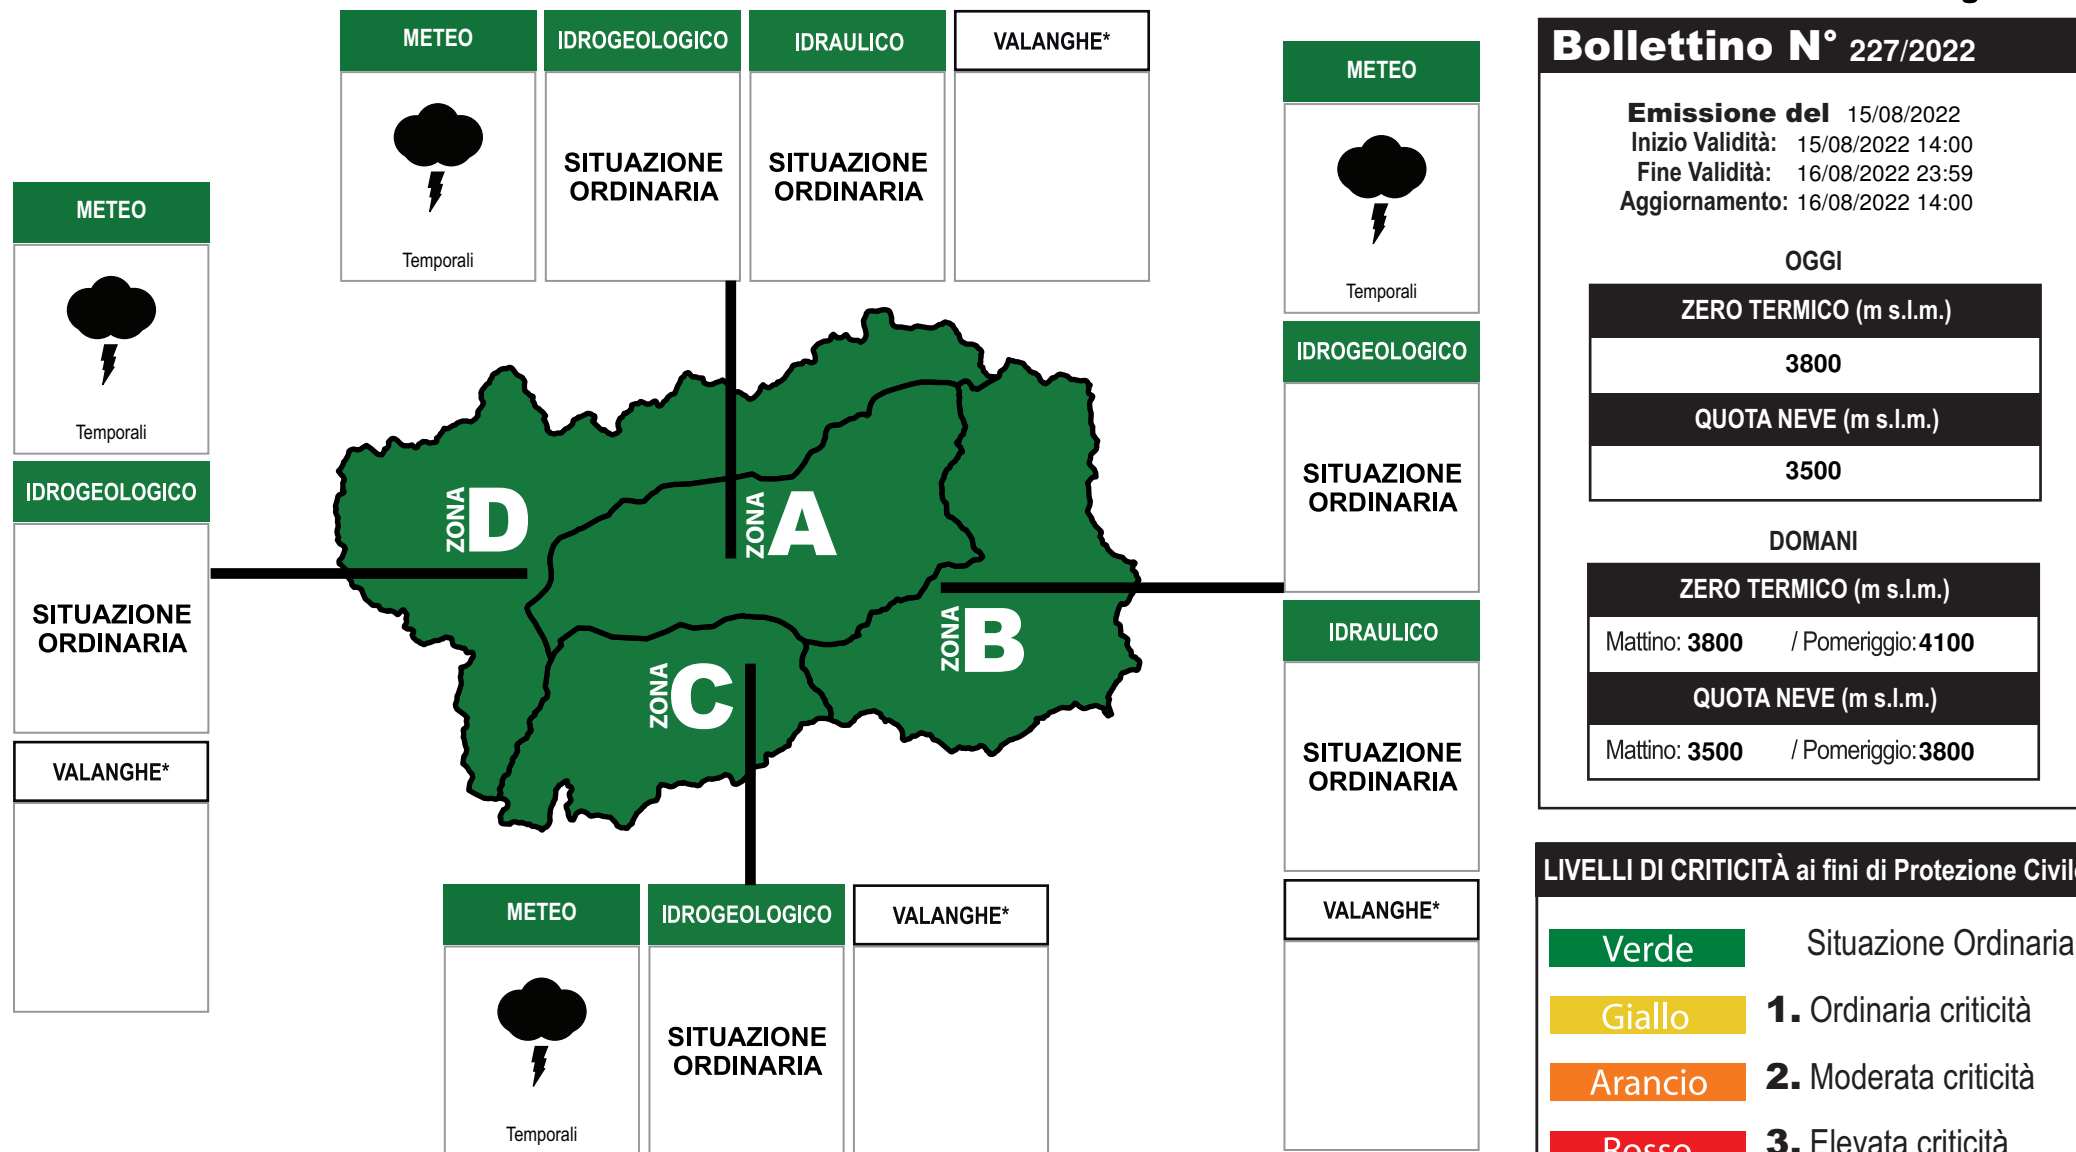 METEO
IDROGEOLOGICO
IDRAULICO
VALANGHE*
Temporali
SITUAZIONE
ORDINARIA
SITUAZIONE
ORDINARIA
METEO
Temporali
IDROGEOLOGICO
SITUAZIONE
ORDINARIA
VALANGHE*
ZONA D
ZONA A
ZONA B
ZONA C
METEO
Temporali
IDROGEOLOGICO
SITUAZIONE
ORDINARIA
IDRAULICO
SITUAZIONE
ORDINARIA
VALANGHE*
METEO
IDROGEOLOGICO
VALANGHE*
Temporali
SITUAZIONE
ORDINARIA
Bollettino N° 227/2022
Emissione del 15/08/2022
Inizio Validità: 15/08/2022 14:00
Fine Validità: 16/08/2022 23:59
Aggiornamento: 16/08/2022 14:00
OGGI
ZERO TERMICO (m s.l.m.)
3800
QUOTA NEVE (m s.l.m.)
3500
DOMANI
ZERO TERMICO (m s.l.m.)
Mattino: 3800 / Pomeriggio: 4100
QUOTA NEVE (m s.l.m.)
Mattino: 3500 / Pomeriggio: 3800
LIVELLI DI CRITICITÀ ai fini di Protezione Civile
Verde Situazione Ordinaria
Giallo 1. Ordinaria criticità
Arancio 2. Moderata criticità
Rosso 3. Elevata criticità